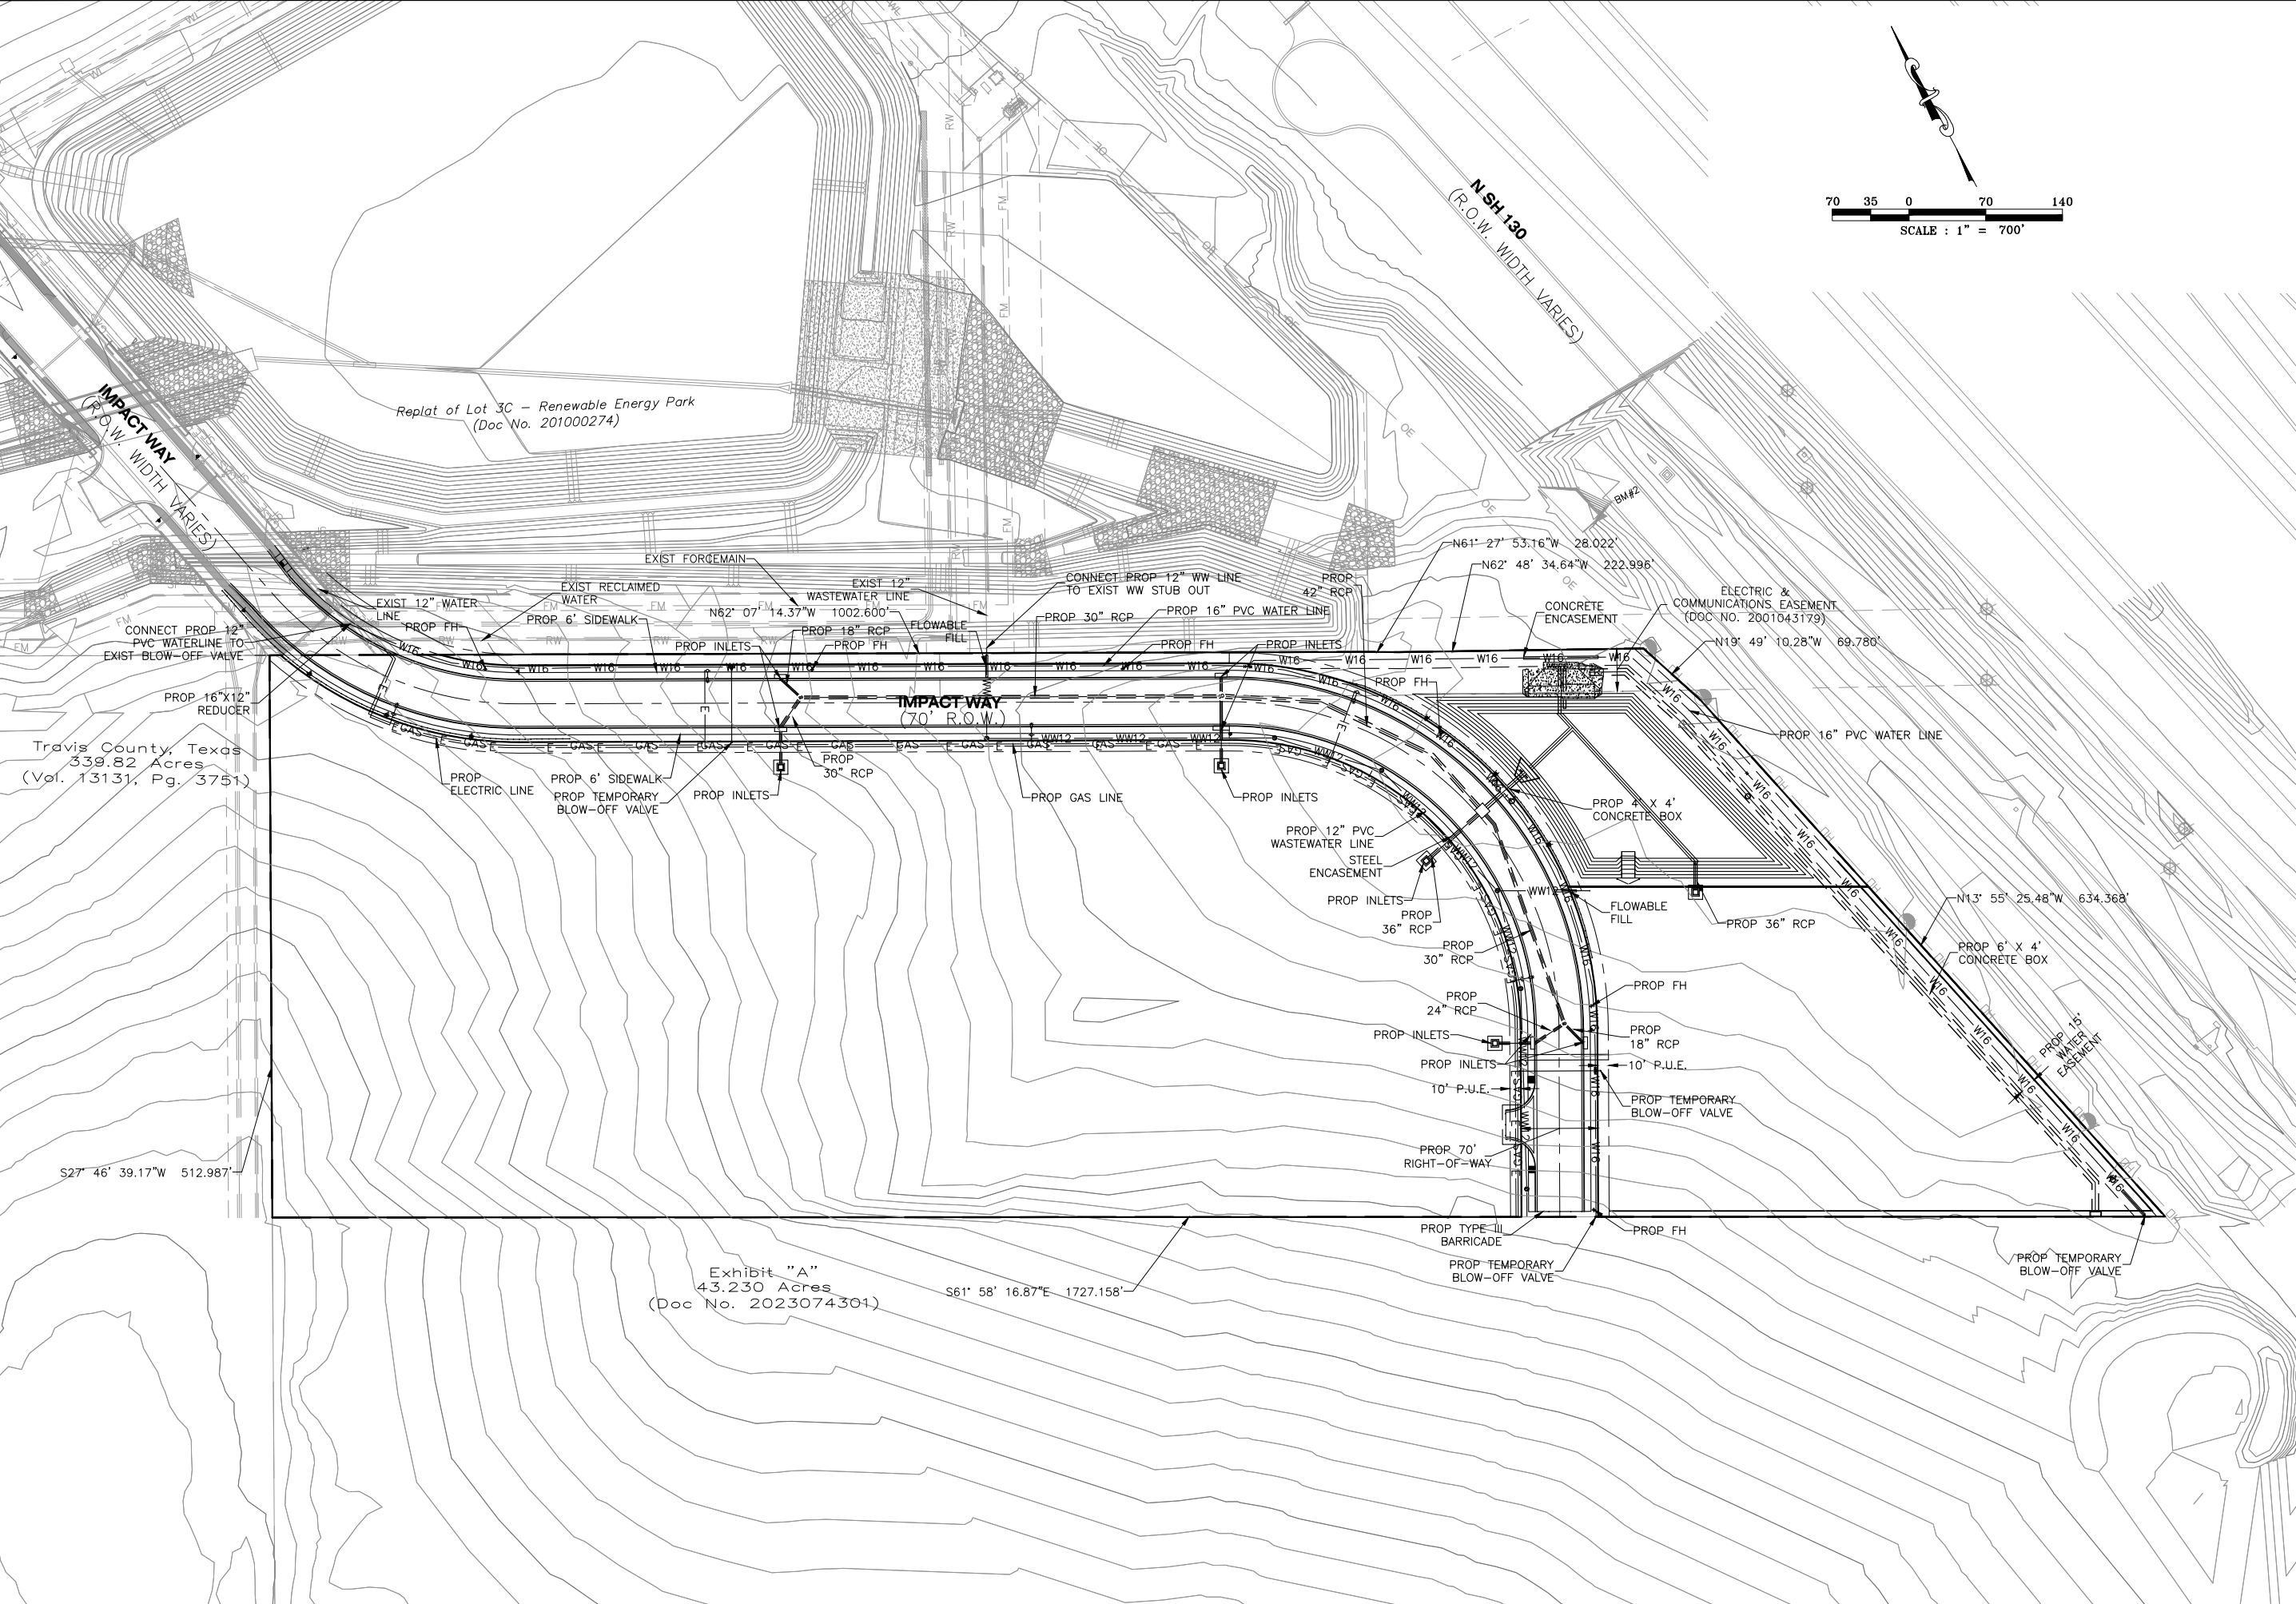 N SH 130
(R.O.W. WIDTH VARIES)
70 35 0 70 140
SCALE : 1" = 700'
IMPACT WAY
(R.O.W. WIDTH VARIES)
Replat of Lot 3C - Renewable Energy Park
(Doc No. 201000274)
BM#2
EXIST FORCEMAIN
EXIST RECLAIMED
WATER
EXIST 12"
WASTEWATER LINE
CONNECT PROP 12" WW LINE
TO EXIST WW STUB OUT
PROP
42" RCP
N61° 27' 53.16"W 28.022'
N62° 48' 34.64"W 222.996'
CONCRETE
ENCASEMENT
ELECTRIC &
COMMUNICATIONS EASEMENT
(DOC NO. 2001043179)
N19° 49' 10.28"W 69.780'
EXIST 12" WATER
LINE
PROP FH
N62° 07' 14.37"W 1002.600'
PROP 6' SIDEWALK
PROP 16" PVC WATER LINE
PROP 30" RCP
FLOWABLE
FILL
PROP 18" RCP
PROP INLETS
PROP FH
PROP FH
PROP INLETS
CONNECT PROP 12"
PVC WATERLINE TO
EXIST BLOW-OFF VALVE
PROP 16"X12"
REDUCER
PROP FH
IMPACT WAY
(70' R.O.W.)
PROP 16" PVC WATER LINE
Travis County, Texas
339.82 Acres
(Vol. 13131, Pg. 3751)
PROP
ELECTRIC LINE
PROP 6' SIDEWALK
PROP TEMPORARY
BLOW-OFF VALVE
PROP INLETS
PROP
30" RCP
PROP GAS LINE
PROP INLETS
PROP 4' X 4'
CONCRETE BOX
PROP 12" PVC
WASTEWATER LINE
STEEL
ENCASEMENT
PROP INLETS
PROP
36" RCP
FLOWABLE
FILL
PROP 36" RCP
N13° 55' 25.48"W 634.368'
PROP 6' X 4'
CONCRETE BOX
PROP
30" RCP
PROP FH
PROP
24" RCP
PROP INLETS
PROP
18" RCP
PROP INLETS
10' P.U.E.
10' P.U.E.
PROP 15'
WATER
EASEMENT
PROP TEMPORARY
BLOW-OFF VALVE
PROP 70'
RIGHT-OF-WAY
S27° 46' 39.17"W 512.987'
PROP TYPE III
BARRICADE
PROP FH
PROP TEMPORARY
BLOW-OFF VALVE
PROP TEMPORARY
BLOW-OFF VALVE
Exhibit "A"
43.230 Acres
(Doc No. 2023074301)
S61° 58' 16.87"E 1727.158'